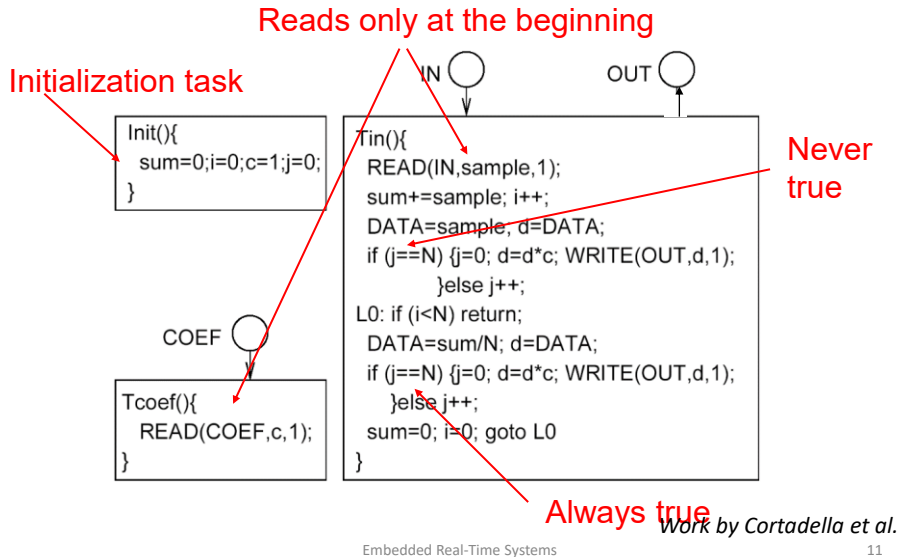 Reads only at the beginning
Initialization task
IN
OUT
Init(){
sum=0;i=0;c=1;j=0;
}
Tin(){
READ(IN,sample,1);
sum+=sample; i++;
DATA=sample; d=DATA;
if (j==N) {j=0; d=d*c; WRITE(OUT,d,1);
}else j++;
L0: if (i<N) return;
DATA=sum/N; d=DATA;
if (j==N) {j=0; d=d*c; WRITE(OUT,d,1);
}else j++;
sum=0; i=0; goto L0
}
Never
true
COEF
Tcoef(){
READ(COEF,c,1);
}
Always true
Work by Cortadella et al.
Embedded Real-Time Systems
11